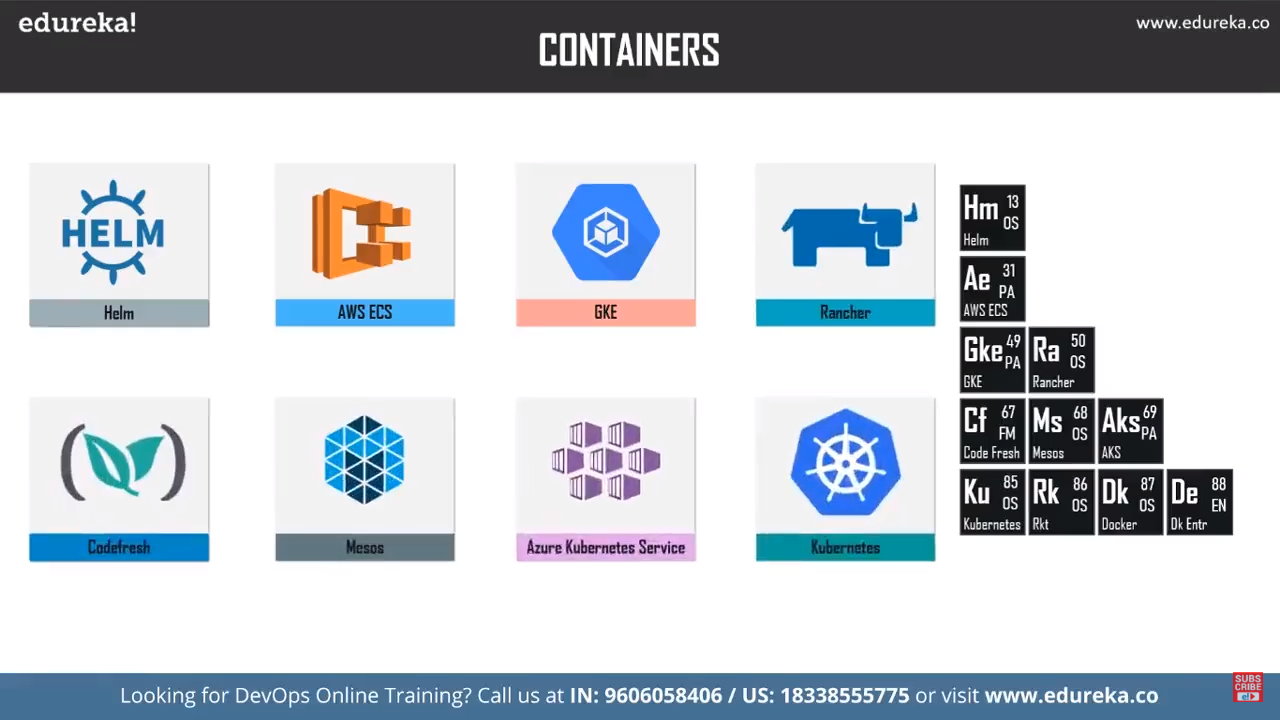 edureka!
www.edureka.co
CONTAINERS
HELM
Helm
AWS ECS
GKE
Rancher
Codefresh
Mesos
Azure Kubernetes Service
Kubernetes
Hm 13 OS
Helm
Ae 31 PA
AWS ECS
Gke 49 PA
GKE
Ra 50 OS
Rancher
Cf 67 FM
Code Fresh
Ms 68 OS
Mesos
Aks 69 PA
AKS
Ku 85 OS
Kubernetes
Rk 86 OS
Rkt
Dk 87 OS
Docker
De 88 EN
Dk Entr
Looking for DevOps Online Training? Call us at IN: 9606058406 / US: 18338555775 or visit www.edureka.co
SUBS
CRIBE
e!